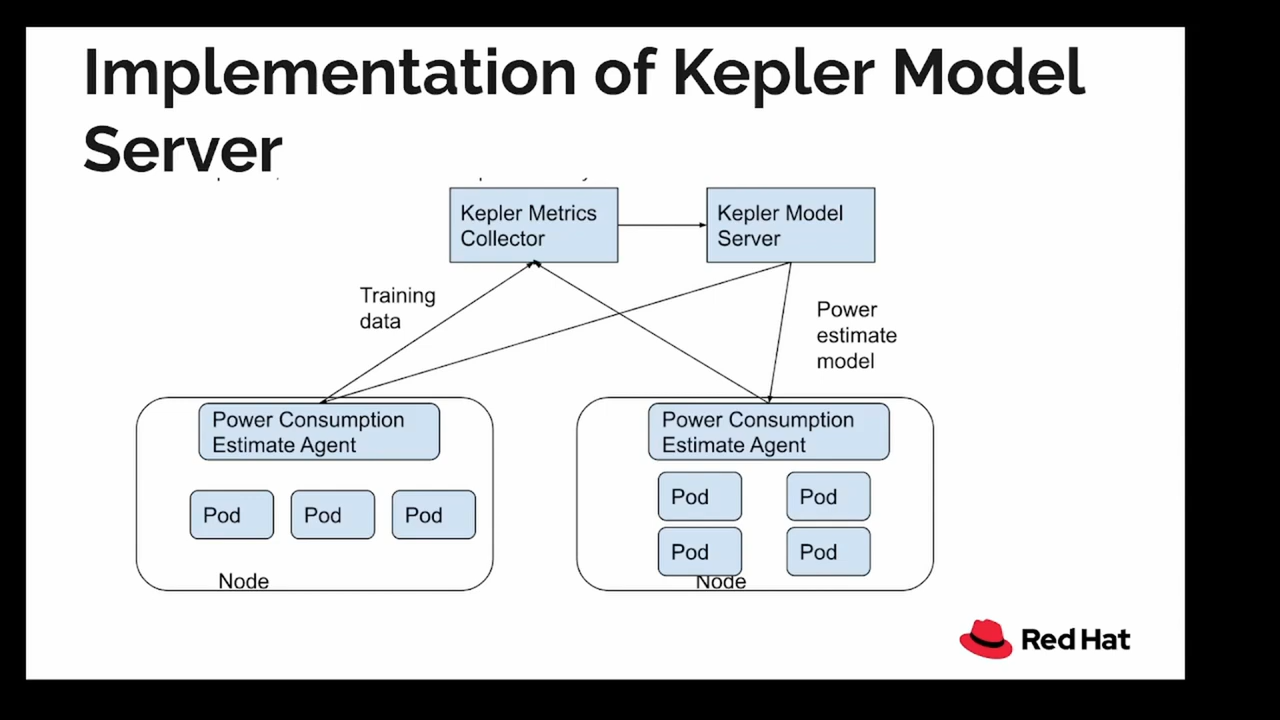 Implementation of Kepler Model
Server
Kepler Metrics
Collector
Kepler Model
Server
Training
data
Power
estimate
model
Power Consumption
Estimate Agent
Pod
Pod
Pod
Node
Power Consumption
Estimate Agent
Pod
Pod
Pod
Pod
Node
Red Hat